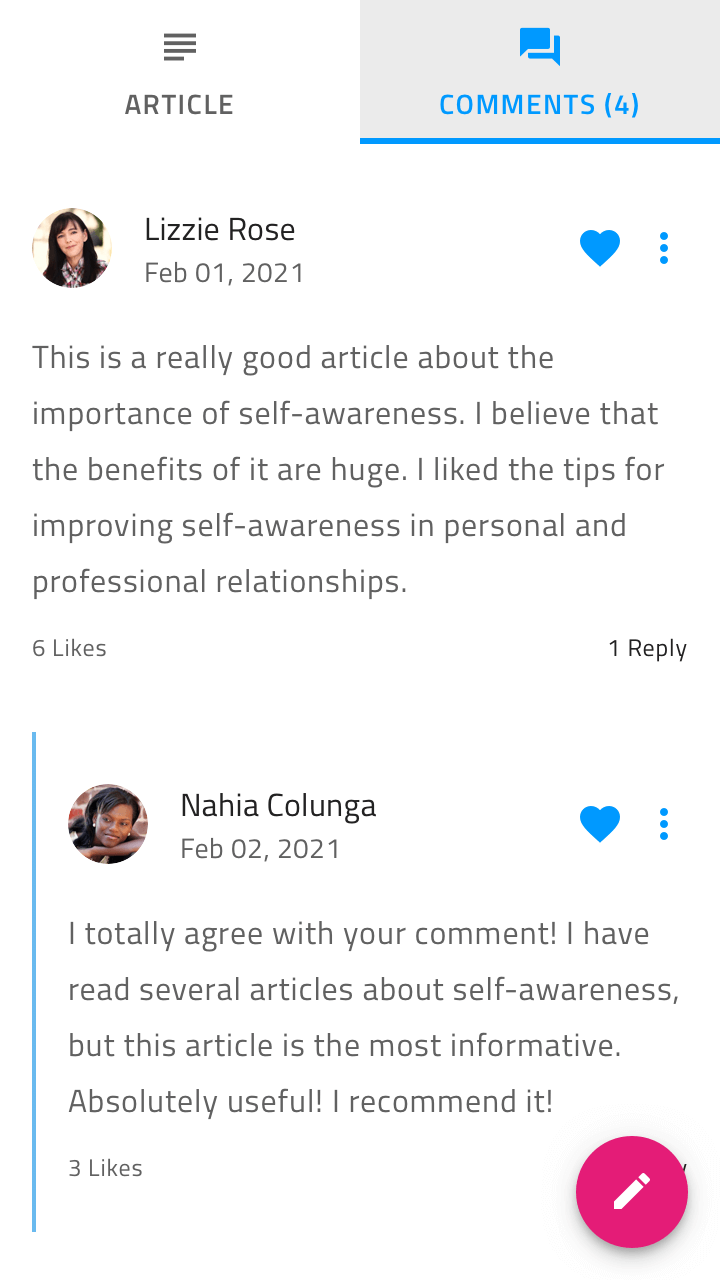 ARTICLE
COMMENTS (4)
Lizzie Rose
Feb 01, 2021
This is a really good article about the
importance of self-awareness. I believe that
the benefits of it are huge. I liked the tips for
improving self-awareness in personal and
professional relationships.
6 Likes
1 Reply
Nahia Colunga
Feb 02, 2021
I totally agree with your comment! I have
read several articles about self-awareness,
but this article is the most informative.
Absolutely useful! I recommend it!
3 Likes